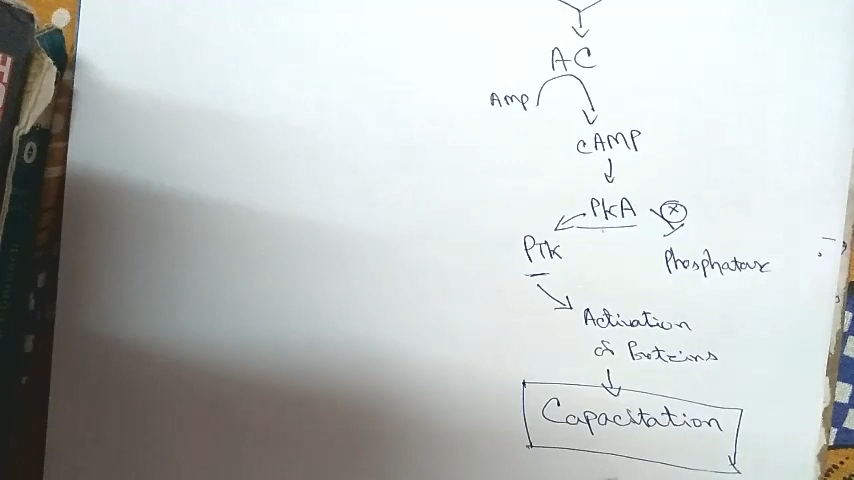 AC
AMP
cAMP
PKA
PTK
Phosphatase
Activation
of Proteins
Capacitation